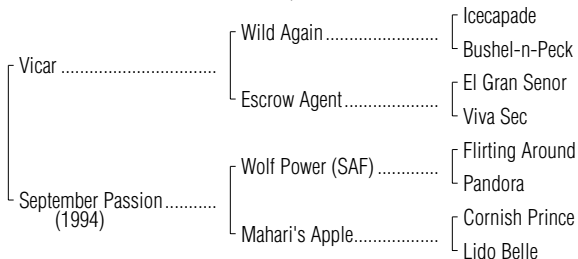 Icecapade
Wild Again
Bushel-n-Peck
Vicar
El Gran Senor
Escrow Agent
Viva Sec
Flirting Around
Wolf Power (SAF)
Pandora
September Passion
(1994)
Cornish Prince
Mahari's Apple
Lido Belle